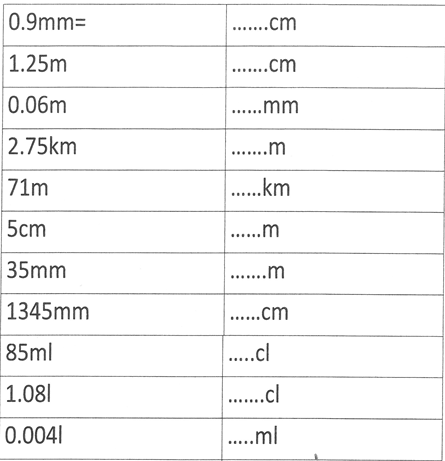 0.9mm= .......cm
1.25m .......cm
0.06m ......mm
2.75km .......m
71m ......km
5cm ......m
35mm .......m
1345mm ......cm
85ml .....cl
1.08l .......cl
0.004l .....ml